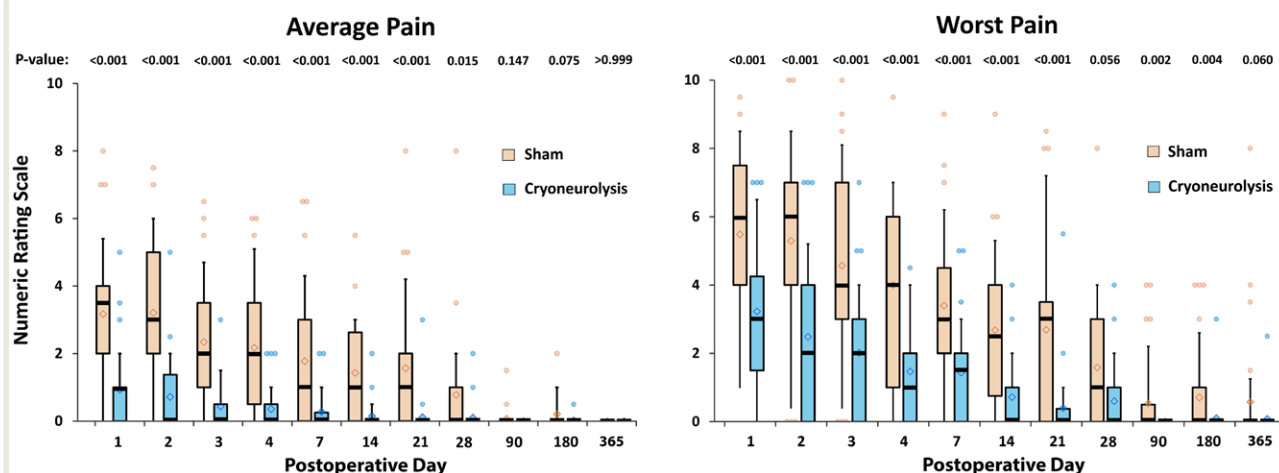 Average Pain
P-value: <0.001 <0.001 <0.001 <0.001 <0.001 <0.001 <0.001 0.015 0.147 0.075 >0.999
10
8
6
4
2
0
Numeric Rating Scale
Sham
Cryoneurolysis
1 2 3 4 7 14 21 28 90 180 365
Postoperative Day
Worst Pain
<0.001 <0.001 <0.001 <0.001 <0.001 <0.001 <0.001 0.056 0.002 0.004 0.060
10
8
6
4
2
0
Sham
Cryoneurolysis
1 2 3 4 7 14 21 28 90 180 365
Postoperative Day